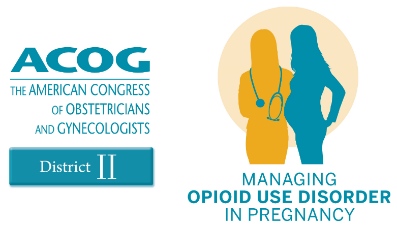 ACOG
THE AMERICAN CONGRESS
OF OBSTETRICIANS
AND GYNECOLOGISTS
District II
MANAGING
OPIOID USE DISORDER
IN PREGNANCY